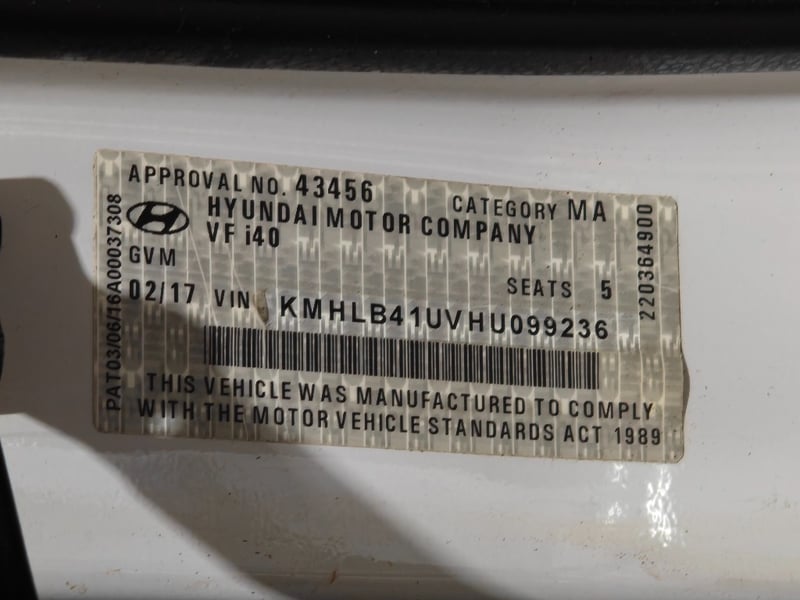 APPROVAL NO. 43456 CATEGORY MA
HYUNDAI MOTOR COMPANY
VF i40
GVM SEATS 5
02/17 VIN KMHLB41UVHU099236
THIS VEHICLE WAS MANUFACTURED TO COMPLY
WITH THE MOTOR VEHICLE STANDARDS ACT 1989
PAT03/06/16A00037308
220364900